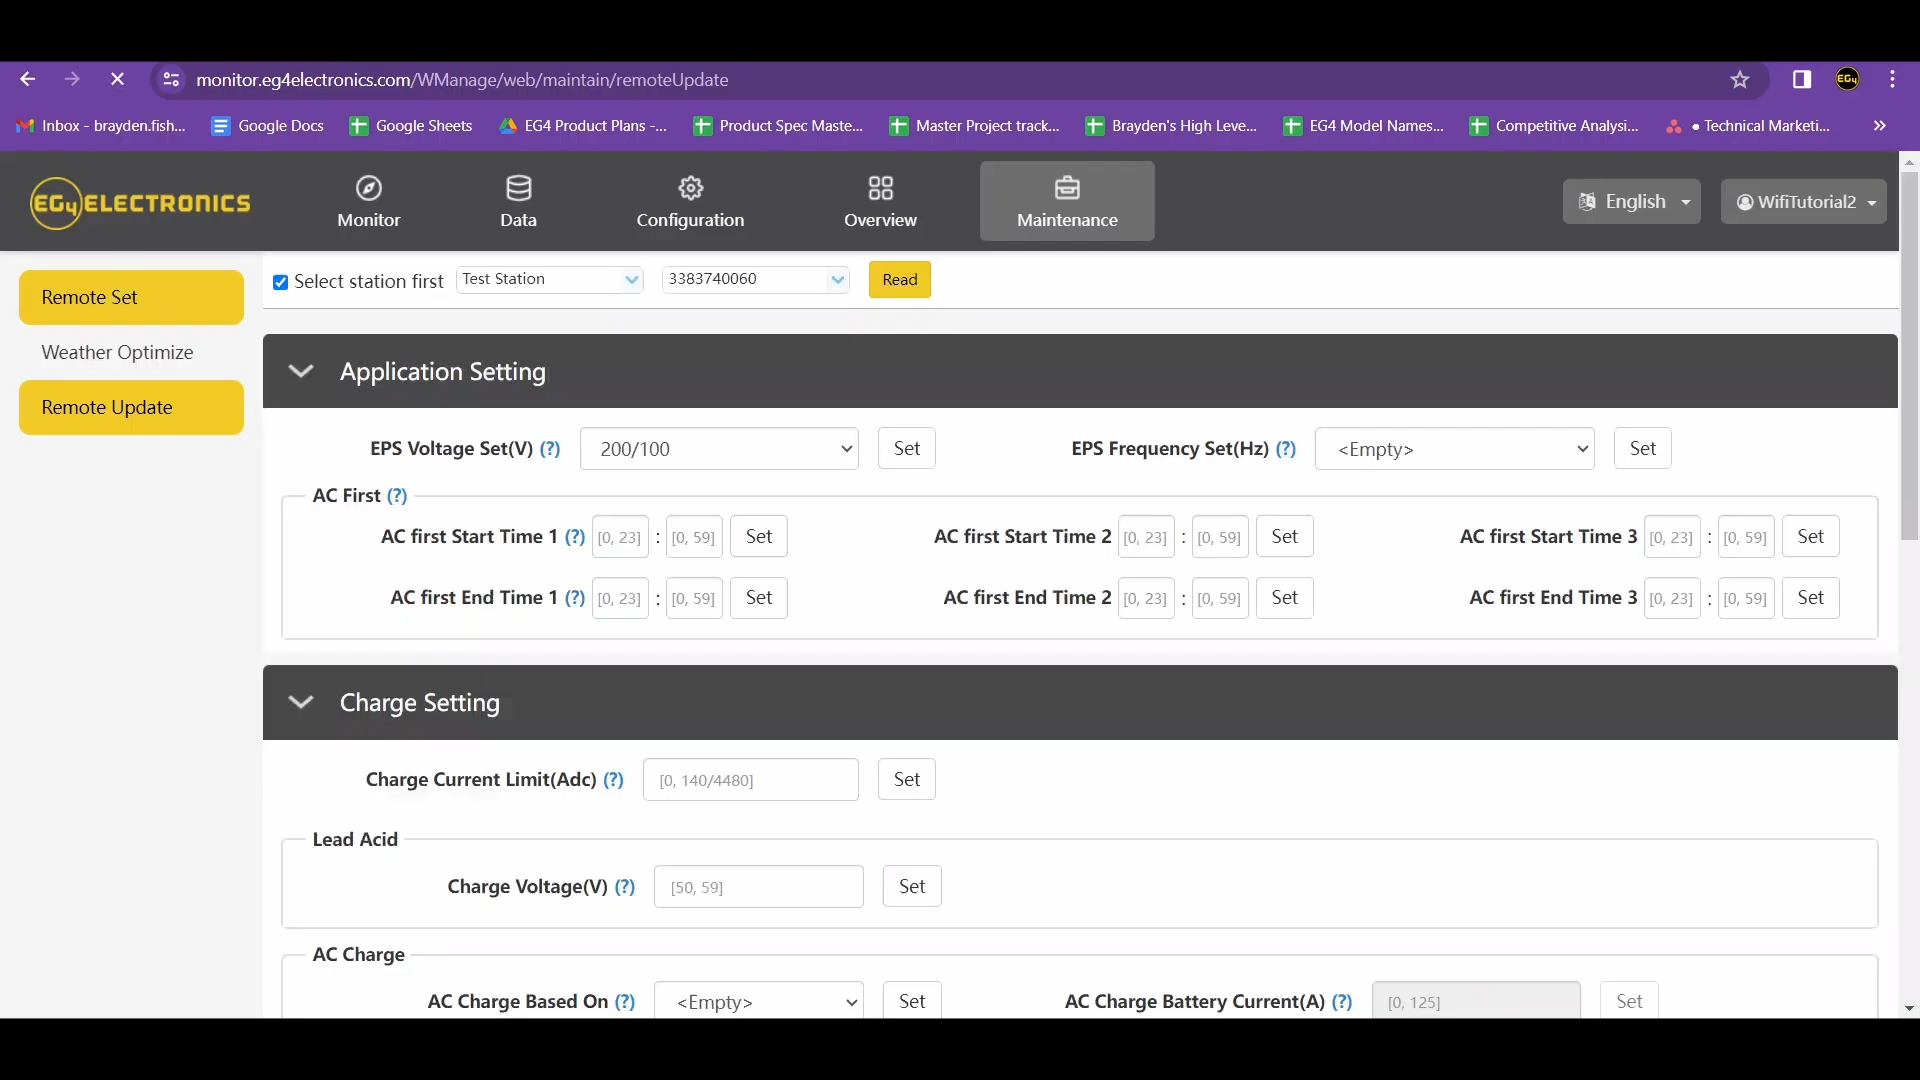 monitor.eg4electronics.com/WManage/web/maintain/remoteUpdate
EG4
Inbox - brayden.fish... Google Docs Google Sheets EG4 Product Plans -... Product Spec Maste... Master Project track... Brayden's High Leve... EG4 Model Names... Competitive Analysi... • Technical Marketi... »
EG4ELECTRONICS Monitor Data Configuration Overview Maintenance English WifiTutorial2
Remote Set
Weather Optimize
Remote Update
Select station first Test Station 3383740060 Read
Application Setting
EPS Voltage Set(V) (?) 200/100 Set EPS Frequency Set(Hz) (?) <Empty> Set
AC First (?)
AC first Start Time 1 (?) [0, 23] : [0, 59] Set AC first Start Time 2 [0, 23] : [0, 59] Set AC first Start Time 3 [0, 23] : [0, 59] Set
AC first End Time 1 (?) [0, 23] : [0, 59] Set AC first End Time 2 [0, 23] : [0, 59] Set AC first End Time 3 [0, 23] : [0, 59] Set
Charge Setting
Charge Current Limit(Adc) (?) [0, 140/4480] Set
Lead Acid
Charge Voltage(V) (?) [50, 59] Set
AC Charge
AC Charge Based On (?) <Empty> Set AC Charge Battery Current(A) (?) [0, 125] Set